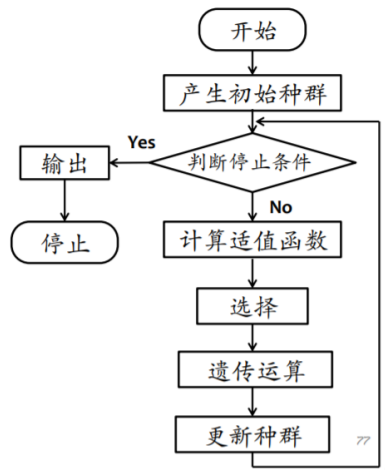 开始
产生初始种群
Yes
判断停止条件
输出
No
停止
计算适值函数
选择
遗传运算
更新种群
77